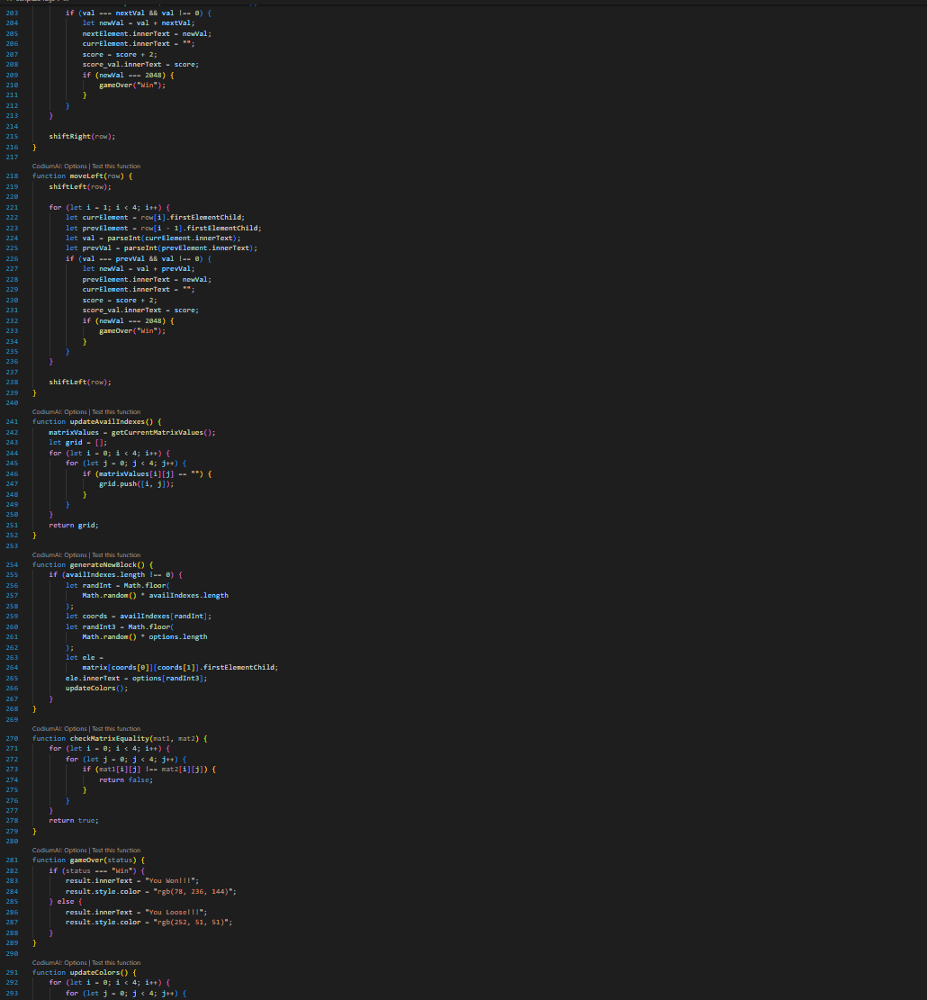 203 if (val === nextVal && val !== 0) {
204 let newVal = val + nextVal;
205 nextElement.innerText = newVal;
206 currElement.innerText = "";
207 score = score + 2;
208 score_val.innerText = score;
209 if (newVal === 2048) {
210 gameOver("Win");
211 }
212 }
213 }
214
215 shiftRight(row);
216 }
217
CodiumAI: Options | Test this function
218 function moveLeft(row) {
219 shiftLeft(row);
220
221 for (let i = 1; i < 4; i++) {
222 let currElement = row[i].firstElementChild;
223 let prevElement = row[i - 1].firstElementChild;
224 let val = parseInt(currElement.innerText);
225 let prevVal = parseInt(prevElement.innerText);
226 if (val === prevVal && val !== 0) {
227 let newVal = val + prevVal;
228 prevElement.innerText = newVal;
229 currElement.innerText = "";
230 score = score + 2;
231 score_val.innerText = score;
232 if (newVal === 2048) {
233 gameOver("Win");
234 }
235 }
236 }
237
238 shiftLeft(row);
239 }
240
CodiumAI: Options | Test this function
241 function updateAvailIndexes() {
242 matrixValues = getCurrentMatrixValues();
243 let grid = [];
244 for (let i = 0; i < 4; i++) {
245 for (let j = 0; j < 4; j++) {
246 if (matrixValues[i][j] == "") {
247 grid.push([i, j]);
248 }
249 }
250 }
251 return grid;
252 }
253
CodiumAI: Options | Test this function
254 function generateNewBlock() {
255 if (availIndexes.length !== 0) {
256 let randInt = Math.floor(
257 Math.random() * availIndexes.length
258 );
259 let coords = availIndexes[randInt];
260 let randInt3 = Math.floor(
261 Math.random() * options.length
262 );
263 let ele =
264 matrix[coords[0]][coords[1]].firstElementChild;
265 ele.innerText = options[randInt3];
266 updateColors();
267 }
268 }
269
CodiumAI: Options | Test this function
270 function checkMatrixEquality(mat1, mat2) {
271 for (let i = 0; i < 4; i++) {
272 for (let j = 0; j < 4; j++) {
273 if (mat1[i][j] !== mat2[i][j]) {
274 return false;
275 }
276 }
277 }
278 return true;
279 }
280
CodiumAI: Options | Test this function
281 function gameOver(status) {
282 if (status === "Win") {
283 result.innerText = "You Won!!!";
284 result.style.color = "rgb(78, 236, 144)";
285 } else {
286 result.innerText = "You Loose!!!";
287 result.style.color = "rgb(252, 51, 51)";
288 }
289 }
290
CodiumAI: Options | Test this function
291 function updateColors() {
292 for (let i = 0; i < 4; i++) {
293 for (let j = 0; j < 4; j++) {